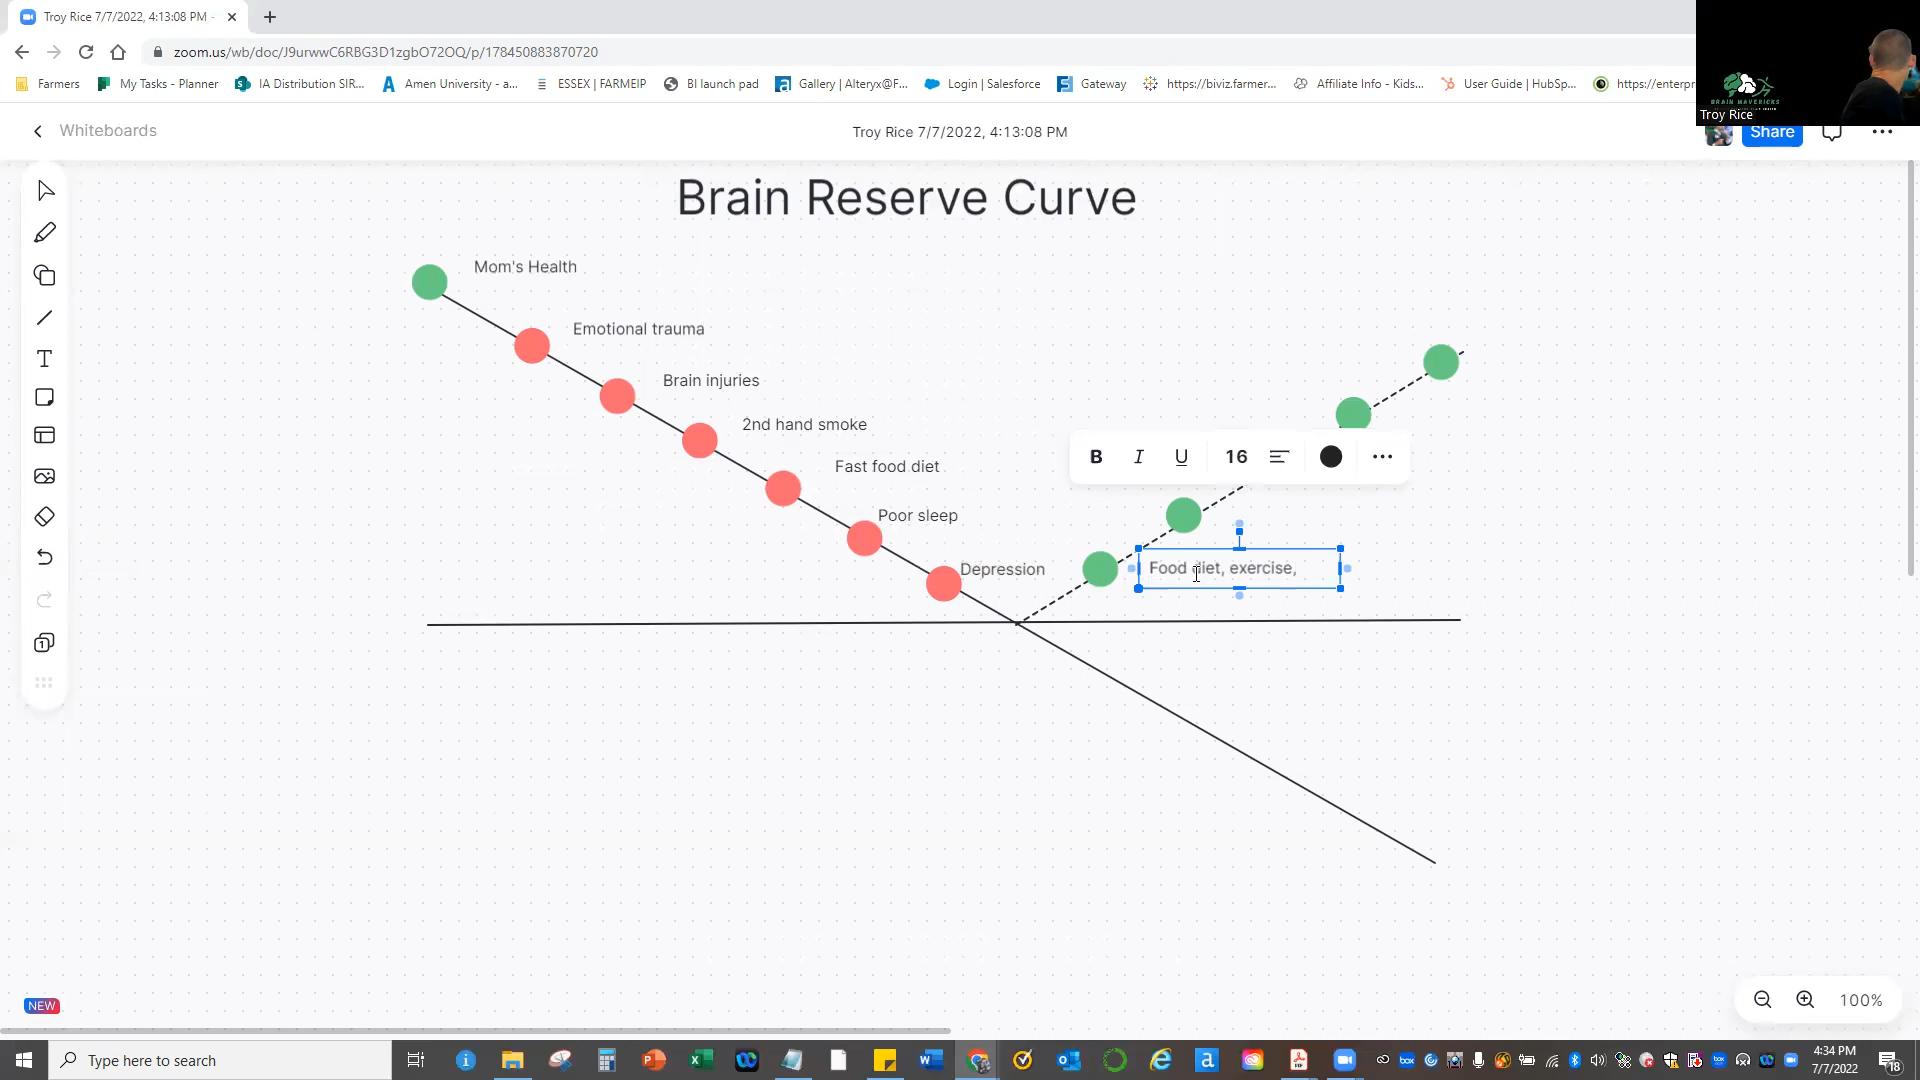 Troy Rice 7/7/2022, 4:13:08 PM -
zoom.us/wb/doc/J9urwwC6RBG3D1zgbO72OQ/p/178450883870720
Farmers My Tasks - Planner IA Distribution SIR... Amen University - a... ESSEX | FARMEIP BI launch pad Gallery | Alteryx@F... Login | Salesforce Gateway https://biviz.farmer... Affiliate Info - Kids... User Guide | HubSp... https://enterpr
BRAIN MAVERICKS
Troy Rice
Whiteboards
Troy Rice 7/7/2022, 4:13:08 PM
Share
Brain Reserve Curve
Mom's Health
Emotional trauma
Brain injuries
2nd hand smoke
Fast food diet
B I U 16
Poor sleep
Depression
Food diet, exercise,
NEW
100%
Type here to search
4:34 PM
7/7/2022
18